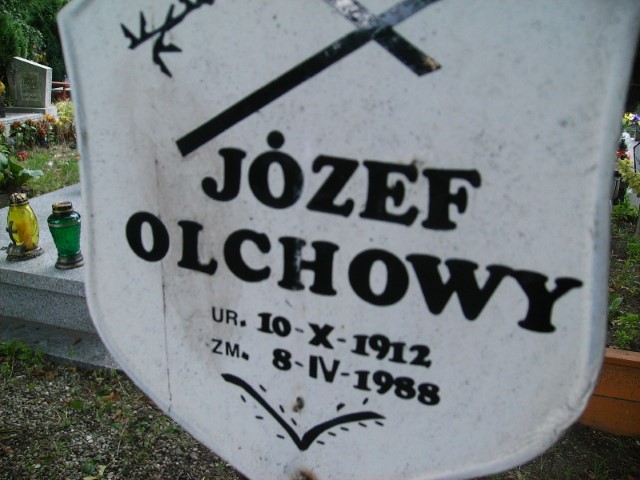 JÓZEF
OLCHOWY
UR. 10-X-1912
ZM. 8-IV-1988